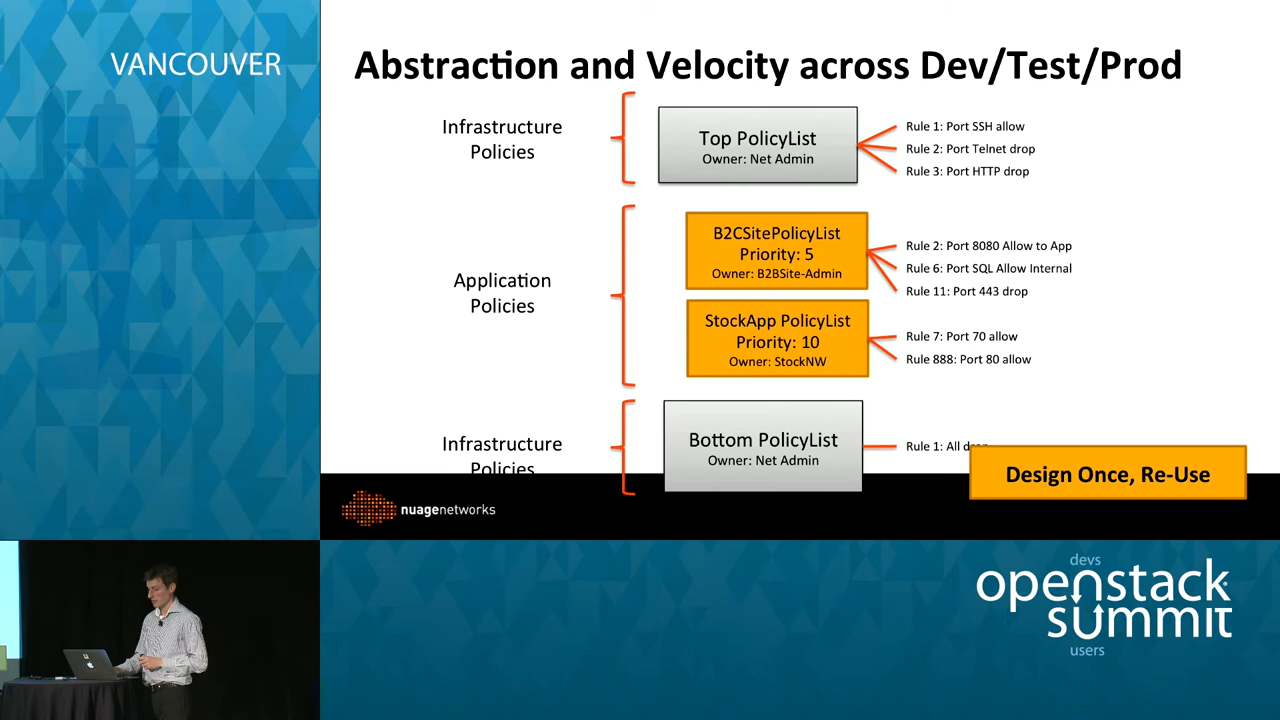 VANCOUVER
Abstraction and Velocity across Dev/Test/Prod
Infrastructure
Policies
Top PolicyList
Owner: Net Admin
Rule 1: Port SSH allow
Rule 2: Port Telnet drop
Rule 3: Port HTTP drop
Application
Policies
B2CSitePolicyList
Priority: 5
Owner: B2BSite-Admin
Rule 2: Port 8080 Allow to App
Rule 6: Port SQL Allow Internal
Rule 11: Port 443 drop
StockApp PolicyList
Priority: 10
Owner: StockNW
Rule 7: Port 70 allow
Rule 888: Port 80 allow
Infrastructure
Policies
Bottom PolicyList
Owner: Net Admin
Rule 1: All drop
Design Once, Re-Use
nuagenetworks
devs
openstack
summit
users